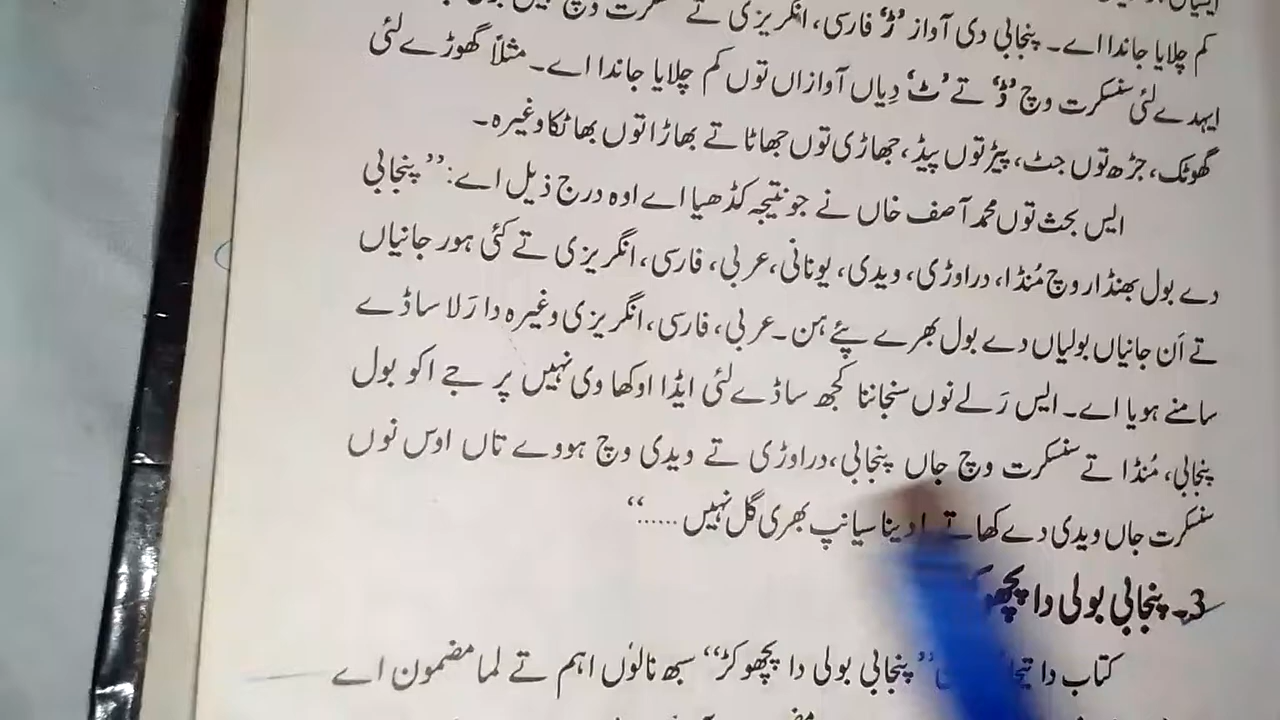 کم چلایا جاندا اے۔ پنجابی دی آواز ’ڑ‘ فارسی، انگریزی تے سنسکرت وچ
ایہدے لئی سنسکرت وچ ’ڈ‘ تے ’ٹ‘ دِیاں آوازاں توں کم چلایا جاندا اے۔ مثلاً گھوڑے لئی
گھوٹک، جڑھ توں جٹ، پیڑ توں پیڈ، جھاڑی توں جھاٹا تے بھاڑا توں بھاٹکا وغیرہ۔
ایس بحث توں محمد آصف خاں نے جو نتیجہ کڈھیا اے اوہ درج ذیل اے: ”پنجابی
دے بول بھنڈار وچ مُنڈا، دراوڑی، ویدی، یونانی، عربی، فارسی، انگریزی تے کئی ہور جانیاں
تے اَن جانیاں بولیاں دے بول بھرے پئے ہن۔ عربی، فارسی، انگریزی وغیرہ دا رَلا ساڈے
سامنے ہویا اے۔ ایس رَلے نوں سنجاننا کجھ ساڈے لئی ایڈا اوکھا وی نہیں پر جے اکو بول
پنجابی، مُنڈا تے سنسکرت وچ جاں پنجابی، دراوڑی تے ویدی وچ ہووے تاں اوس نوں
سنسکرت جاں ویدی دے کھاتے دینا سیانپ بھری گل نہیں ......“
3۔ پنجابی بولی دا
کتاب دا ”پنجابی بولی دا پچھوکڑ“ سبھ نالوں اہم تے لما مضمون اے